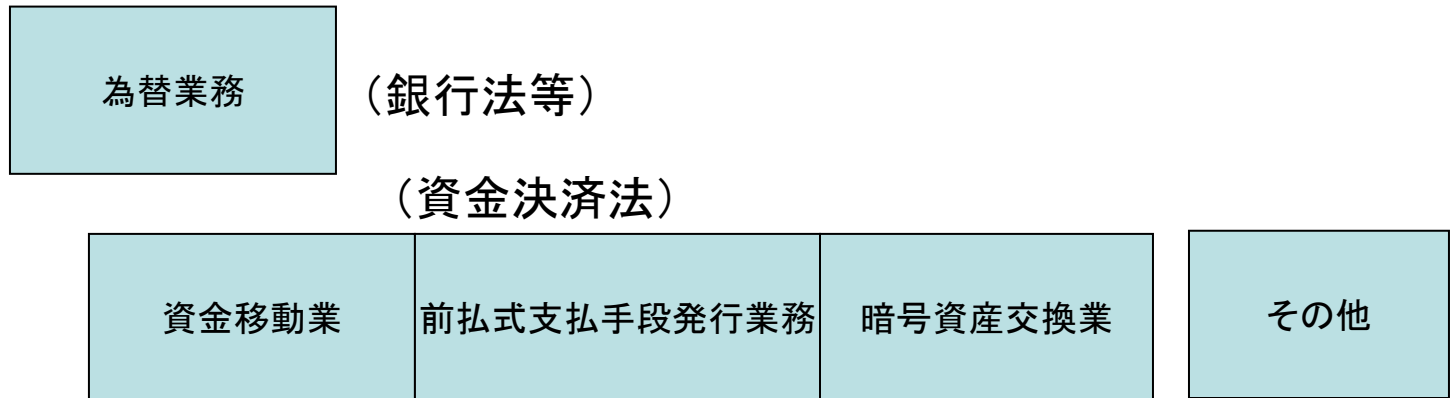 為替業務
（銀行法等）
（資金決済法）
資金移動業
前払式支払手段発行業務
暗号資産交換業
その他